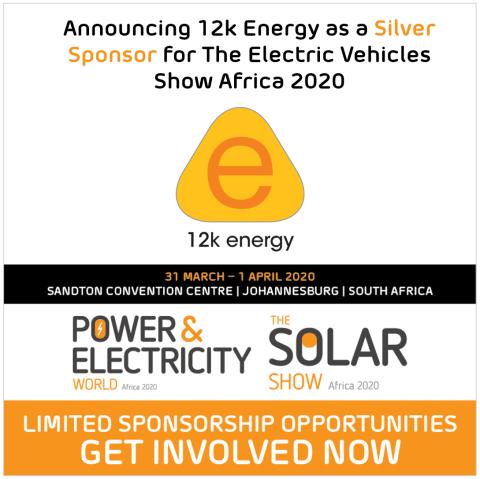 Announcing 12k Energy as a Silver
Sponsor for The Electric Vehicles
Show Africa 2020
e
12k energy
31 MARCH – 1 APRIL 2020
SANDTON CONVENTION CENTRE | JOHANNESBURG | SOUTH AFRICA
POWER &
ELECTRICITY
WORLD Africa 2020
THE
SOLAR
SHOW Africa 2020
LIMITED SPONSORSHIP OPPORTUNITIES
GET INVOLVED NOW